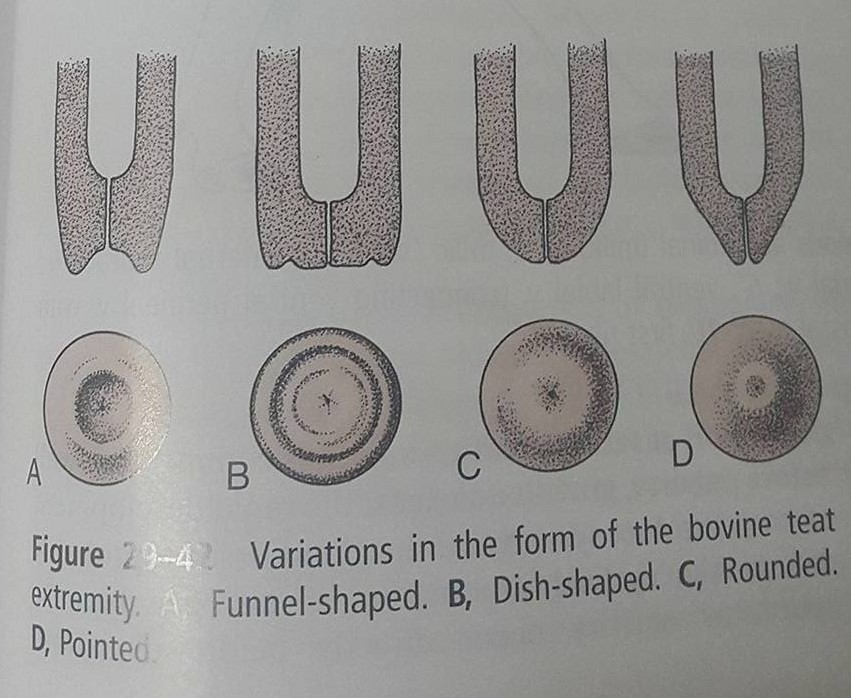 A B C D
Figure 29–4 Variations in the form of the bovine teat
extremity. A, Funnel-shaped. B, Dish-shaped. C, Rounded.
D, Pointed.